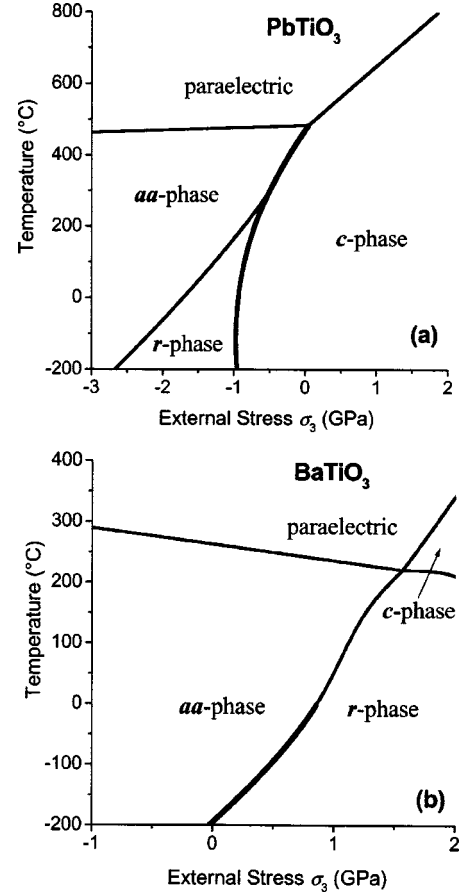 PbTiO3
800
600
400
200
0
-200
Temperature (°C)
paraelectric
aa-phase
c-phase
r-phase
(a)
-3 -2 -1 0 1 2
External Stress σ3 (GPa)
BaTiO3
400
300
200
100
0
-100
-200
Temperature (°C)
paraelectric
c-phase
aa-phase
r-phase
(b)
-1 0 1 2
External Stress σ3 (GPa)